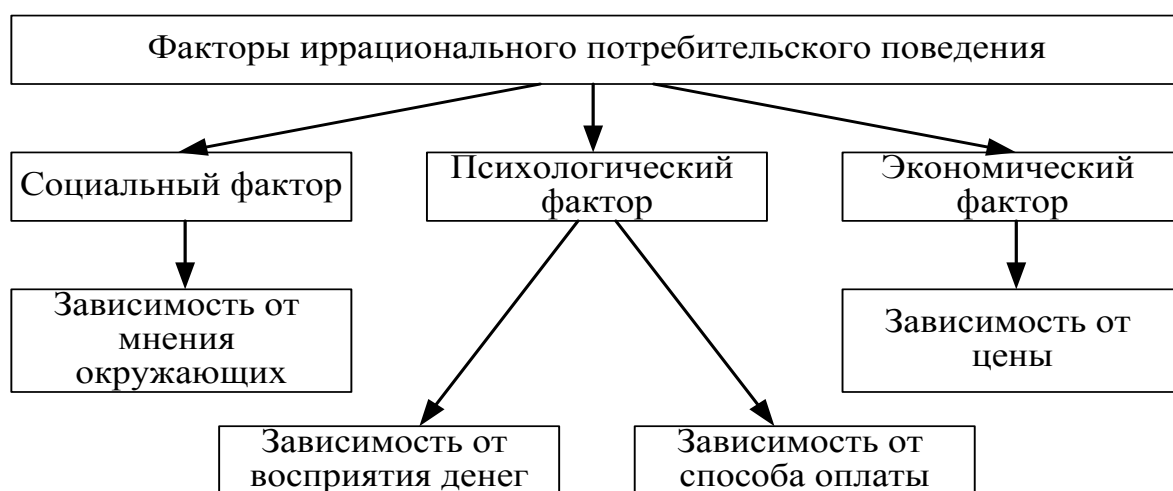 Факторы иррационального потребительского поведения
Социальный фактор
Психологический
фактор
Экономический
фактор
Зависимость от
мнения
окружающих
Зависимость от
цены
Зависимость от
восприятия денег
Зависимость от
способа оплаты